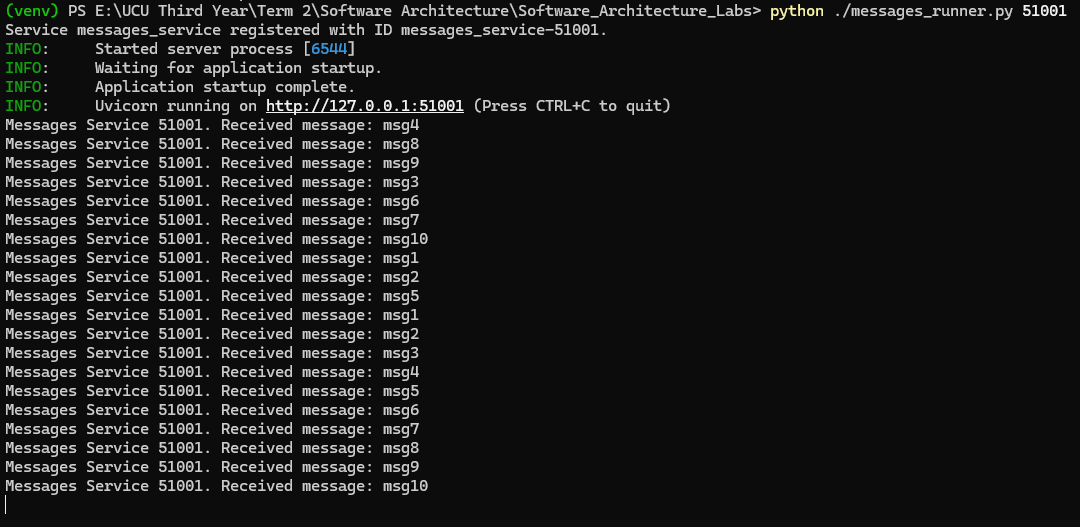 (venv) PS E:\UCU Third Year\Term 2\Software Architecture\Software_Architecture_Labs> python ./messages_runner.py 51001
Service messages_service registered with ID messages_service-51001.
INFO:     Started server process [6544]
INFO:     Waiting for application startup.
INFO:     Application startup complete.
INFO:     Uvicorn running on http://127.0.0.1:51001 (Press CTRL+C to quit)
Messages Service 51001. Received message: msg4
Messages Service 51001. Received message: msg8
Messages Service 51001. Received message: msg9
Messages Service 51001. Received message: msg3
Messages Service 51001. Received message: msg6
Messages Service 51001. Received message: msg7
Messages Service 51001. Received message: msg10
Messages Service 51001. Received message: msg1
Messages Service 51001. Received message: msg2
Messages Service 51001. Received message: msg5
Messages Service 51001. Received message: msg1
Messages Service 51001. Received message: msg2
Messages Service 51001. Received message: msg3
Messages Service 51001. Received message: msg4
Messages Service 51001. Received message: msg5
Messages Service 51001. Received message: msg6
Messages Service 51001. Received message: msg7
Messages Service 51001. Received message: msg8
Messages Service 51001. Received message: msg9
Messages Service 51001. Received message: msg10